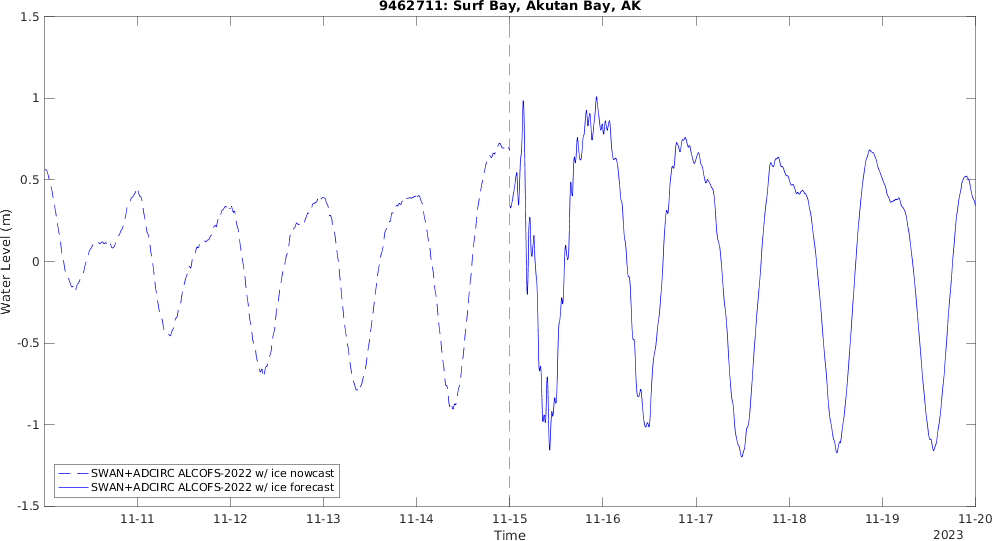 9462711: Surf Bay, Akutan Bay, AK
1.5
1
0.5
0
-0.5
-1
-1.5
Water Level (m)
SWAN+ADCIRC ALCOFS-2022 w/ ice nowcast
SWAN+ADCIRC ALCOFS-2022 w/ ice forecast
11-11 11-12 11-13 11-14 11-15 11-16 11-17 11-18 11-19 11-20
Time
2023